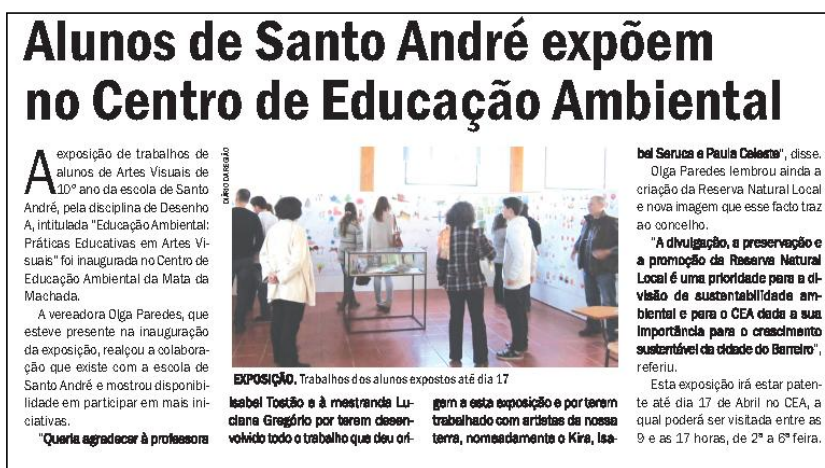 Alunos de Santo André expõem
no Centro de Educação Ambiental
A exposição de trabalhos de
alunos de Artes Visuais de
10º ano da escola de Santo
André, pela disciplina de Desenho
A, intitulada "Educação Ambiental:
Práticas Educativas em Artes Vi-
suais" foi inaugurada no Centro de
Educação Ambiental da Mata da
Machada.
A vereadora Olga Paredes, que
esteve presente na inauguração
da exposição, realçou a colabora-
ção que existe com a escola de
Santo André e mostrou disponibi-
lidade em participar em mais ini-
ciativas.
"Queria agradecer à professora
DIÁRIO DA REGIÃO
EXPOSIÇÃO. Trabalhos dos alunos expostos até dia 17
Isabel Tostão e à mestranda Lu-
ciana Gregório por terem desen-
volvido todo o trabalho que deu ori-
gem a esta exposição e por terem
trabalhado com artistas da nossa
terra, nomeadamente o Kira, Isa-
bel Seruca e Paula Celeste", disse.
Olga Paredes lembrou ainda a
criação da Reserva Natural Local
e nova imagem que esse facto traz
ao concelho.
"A divulgação, a preservação e
a promoção da Reserva Natural
Local é uma prioridade para a di-
visão de sustentabilidade am-
biental e para o CEA dada a sua
importância para o crescimento
sustentável da cidade do Barreiro",
referiu.
Esta exposição irá estar paten-
te até dia 17 de Abril no CEA, a
qual poderá ser visitada entre as
9 e as 17 horas, de 2ª a 6ª feira.